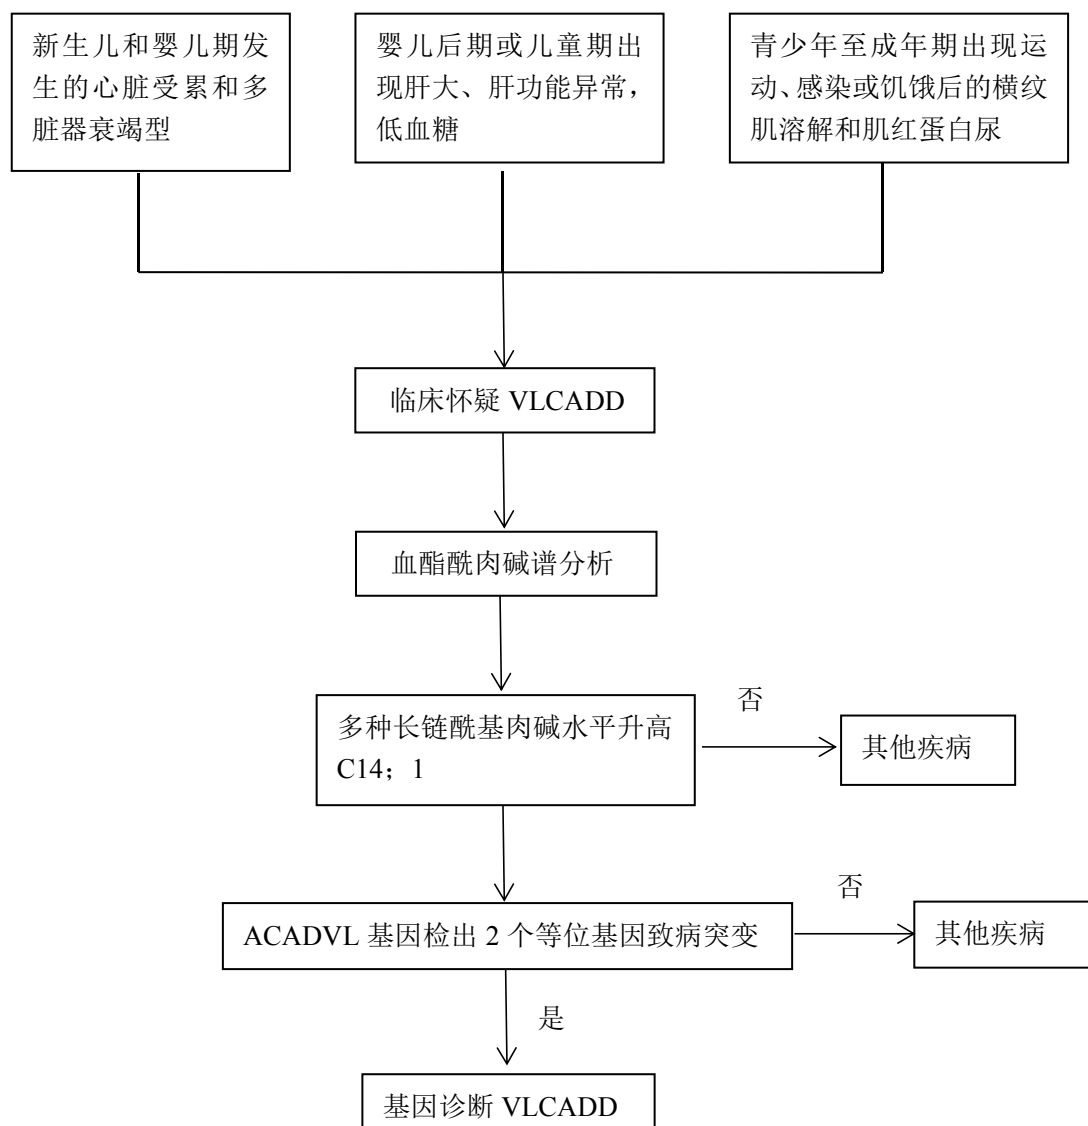 新生儿和婴儿期发
生的心脏受累和多
脏器衰竭型
婴儿后期或儿童期出
现肝大、肝功能异常，
低血糖
青少年至成年期出现运
动、感染或饥饿后的横纹
肌溶解和肌红蛋白尿
临床怀疑 VLCADD
血酯酰肉碱谱分析
多种长链酰基肉碱水平升高
C14；1
否
其他疾病
ACADVL 基因检出 2 个等位基因致病突变
否
其他疾病
是
基因诊断 VLCADD